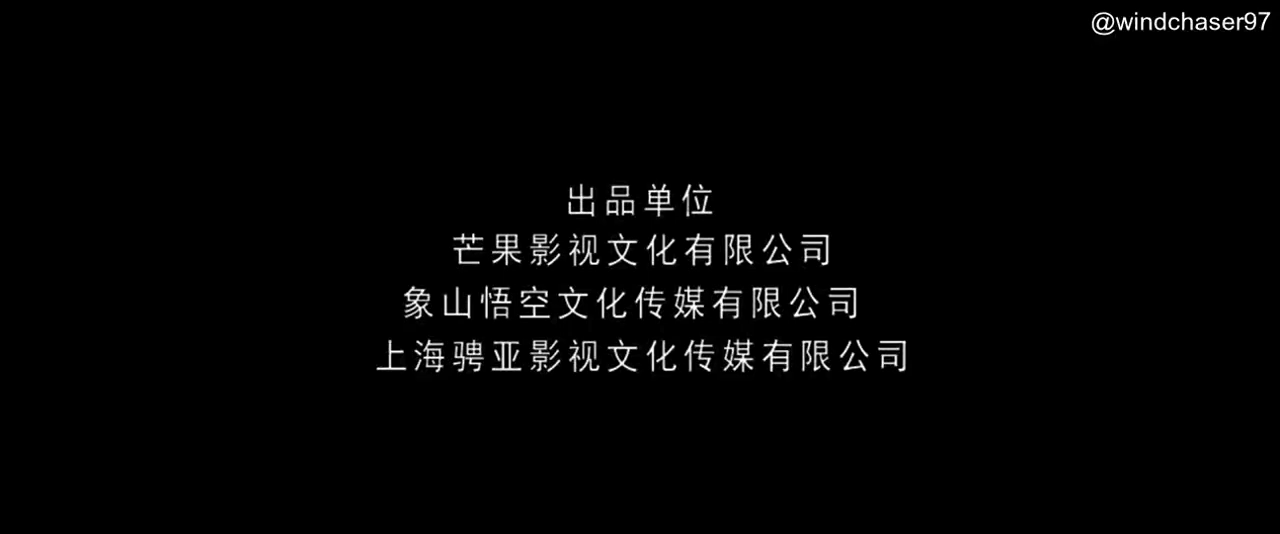 @windchaser97
出品单位
芒果影视文化有限公司
象山悟空文化传媒有限公司
上海骋亚影视文化传媒有限公司